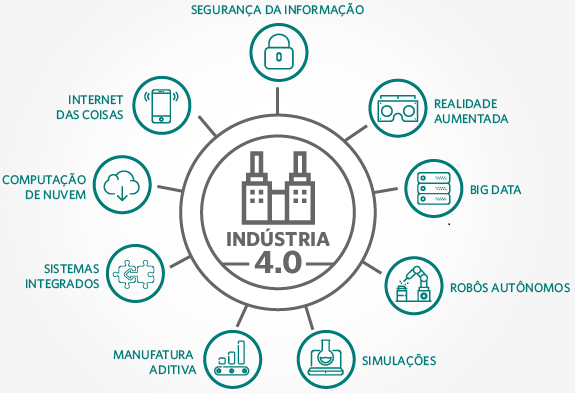 SEGURANÇA DA INFORMAÇÃO
INTERNET
DAS COISAS
REALIDADE
AUMENTADA
COMPUTAÇÃO
DE NUVEM
BIG DATA
INDÚSTRIA
4.0
SISTEMAS
INTEGRADOS
ROBÔS AUTÔNOMOS
MANUFATURA
ADITIVA
SIMULAÇÕES